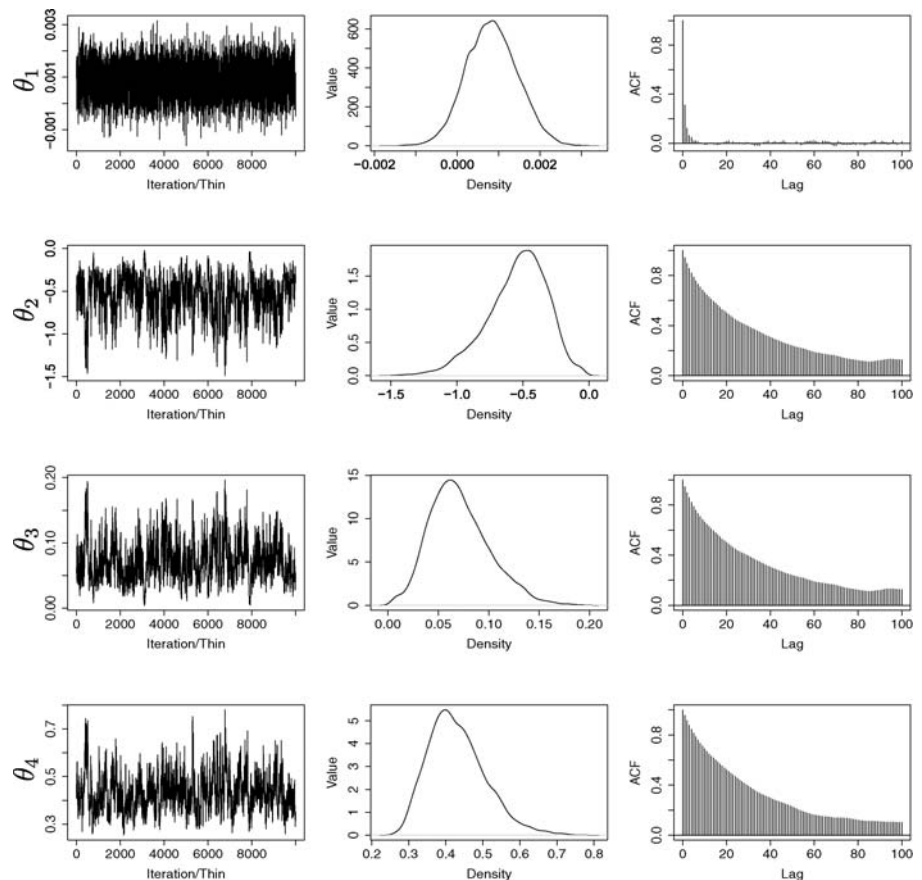 θ1
0.003
0.001
−0.001
0 2000 4000 6000 8000
Iteration/Thin
Value
600
400
200
0
−0.002 0.000 0.002
Density
ACF
0.8
0.4
0.0
0 20 40 60 80 100
Lag
θ2
0.0
−0.5
−1.0
−1.5
0 2000 4000 6000 8000
Iteration/Thin
Value
1.5
1.0
0.5
0.0
−1.5 −1.0 −0.5 0.0
Density
ACF
0.8
0.4
0.0
0 20 40 60 80 100
Lag
θ3
0.20
0.10
0.00
0 2000 4000 6000 8000
Iteration/Thin
Value
15
10
5
0
0.00 0.05 0.10 0.15 0.20
Density
ACF
0.8
0.4
0.0
0 20 40 60 80 100
Lag
θ4
0.7
0.5
0.3
0 2000 4000 6000 8000
Iteration/Thin
Value
5
4
3
2
1
0
0.2 0.3 0.4 0.5 0.6 0.7 0.8
Density
ACF
0.8
0.4
0.0
0 20 40 60 80 100
Lag